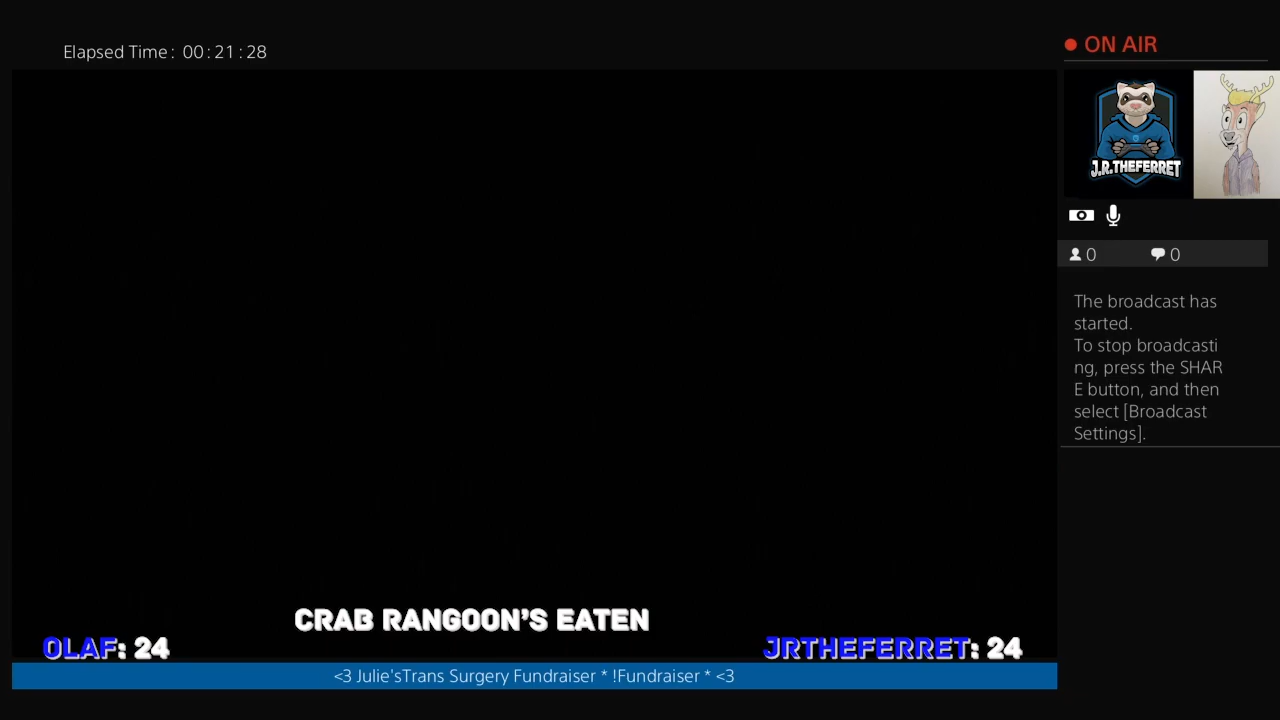 Elapsed Time: 00:21:28
ON AIR
J.R.THEFERRET
0 0
The broadcast has
started.
To stop broadcasti
ng, press the SHAR
E button, and then
select [Broadcast
Settings].
CRAB RANGOON'S EATEN
OLAF: 24 JRTHEFERRET: 24
<3 Julie'sTrans Surgery Fundraiser * !Fundraiser * <3